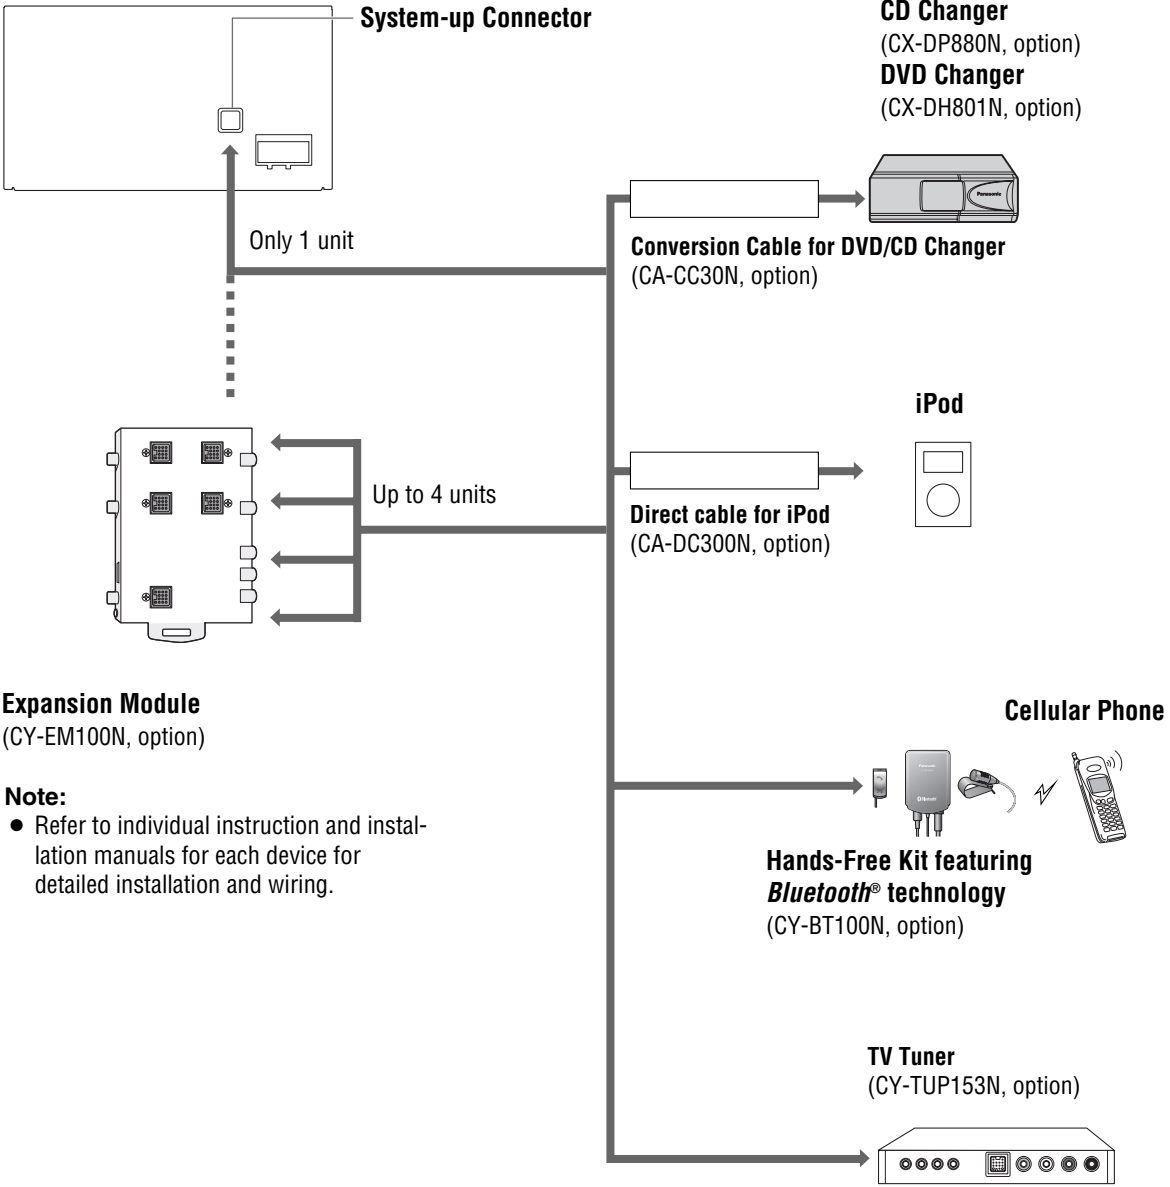 System-up Connector
CD Changer
(CX-DP880N, option)
DVD Changer
(CX-DH801N, option)
Panasonic
Only 1 unit
Conversion Cable for DVD/CD Changer
(CA-CC30N, option)
iPod
Up to 4 units
Direct cable for iPod
(CA-DC300N, option)
Expansion Module
(CY-EM100N, option)
Cellular Phone
Note:
● Refer to individual instruction and instal-
lation manuals for each device for
detailed installation and wiring.
Panasonic
Bluetooth
Hands-Free Kit featuring
Bluetooth® technology
(CY-BT100N, option)
TV Tuner
(CY-TUP153N, option)